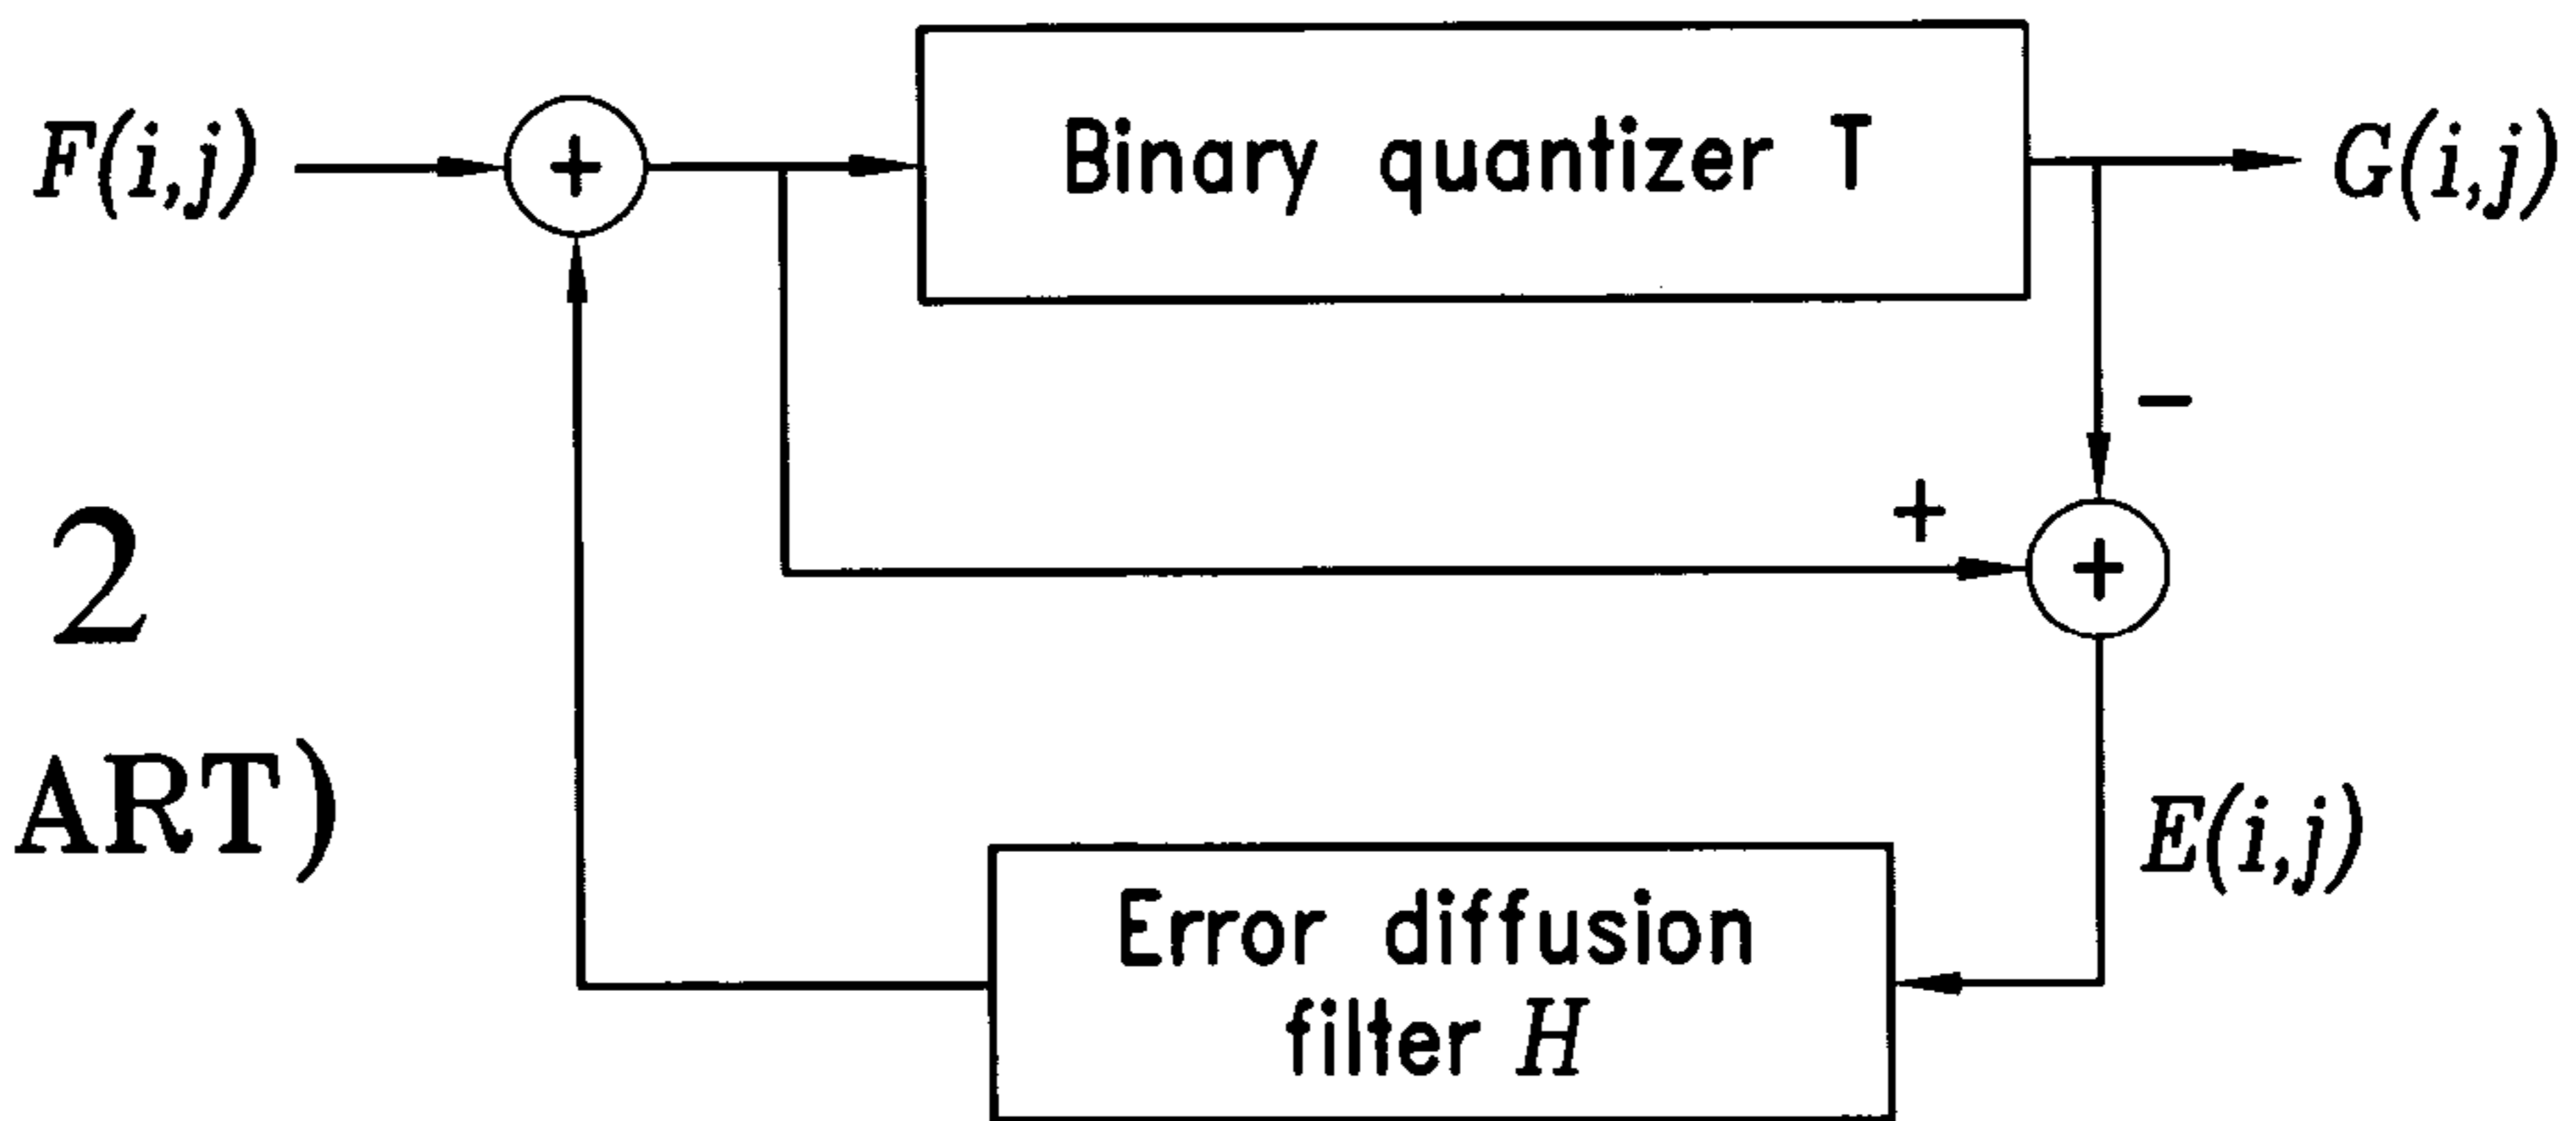 F(i,j)
+
Binary quantizer T
G(i,j)
−
+
+
2
ART)
E(i,j)
Error diffusion
filter H